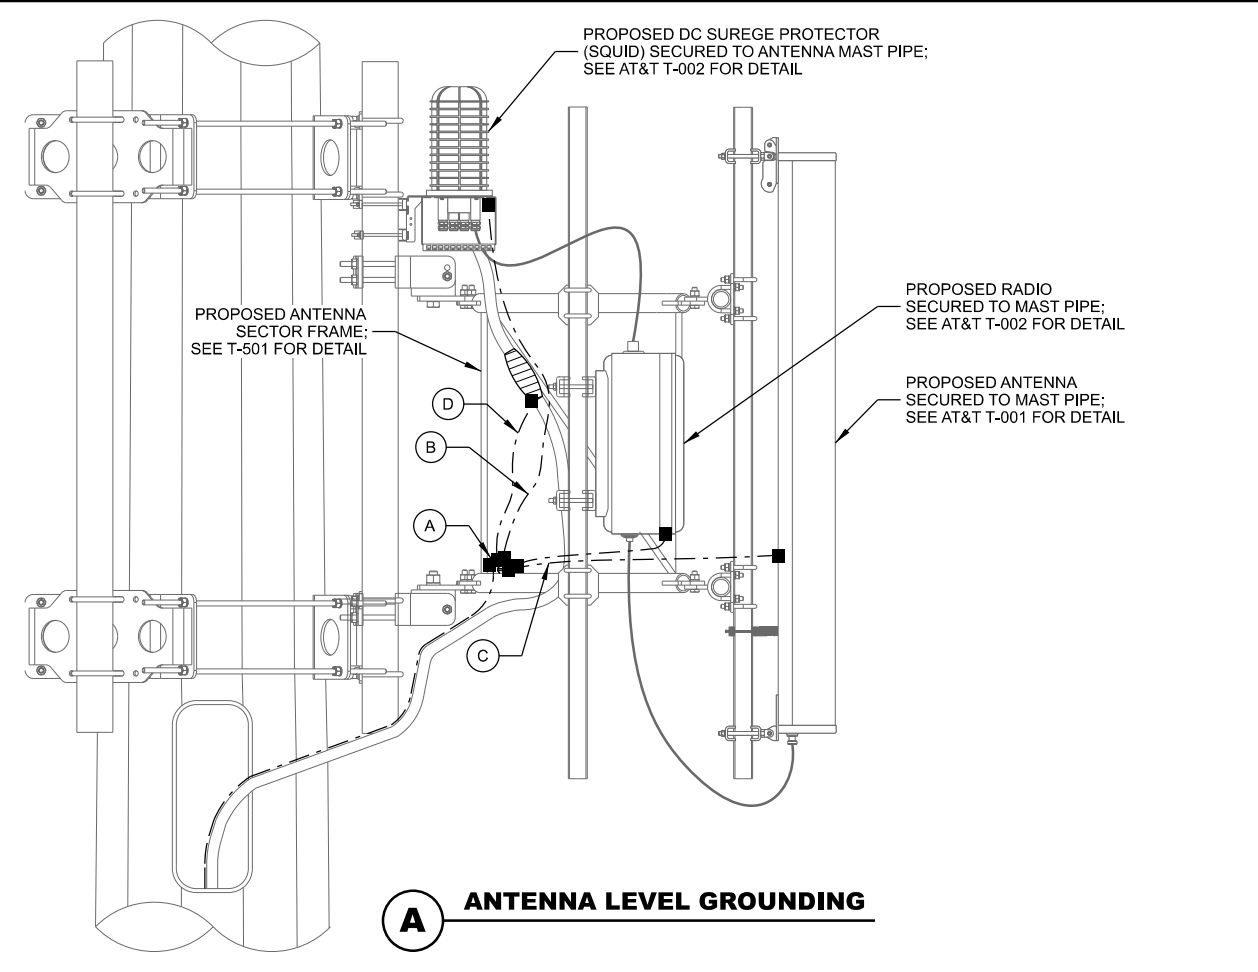 PROPOSED DC SUREGE PROTECTOR
(SQUID) SECURED TO ANTENNA MAST PIPE;
SEE AT&T T-002 FOR DETAIL
PROPOSED RADIO
SECURED TO MAST PIPE;
SEE AT&T T-002 FOR DETAIL
PROPOSED ANTENNA
SECTOR FRAME;
SEE T-501 FOR DETAIL
PROPOSED ANTENNA
SECURED TO MAST PIPE;
SEE AT&T T-001 FOR DETAIL
D
B
A
C
A
ANTENNA LEVEL GROUNDING